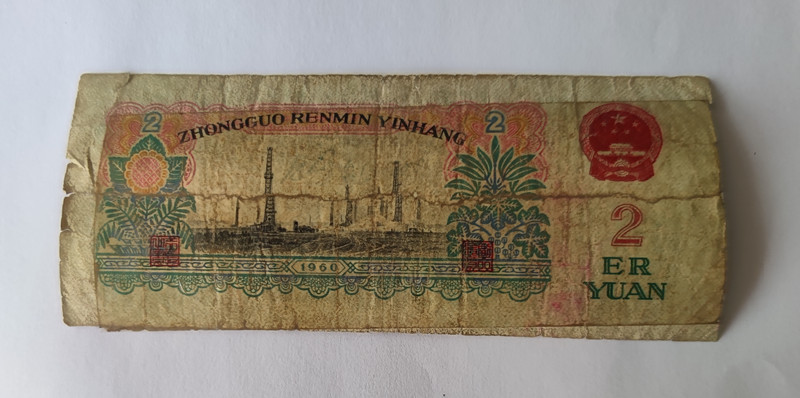 2
2
ZHONGGUO RENMIN YINHANG
1960
2
ER
YUAN